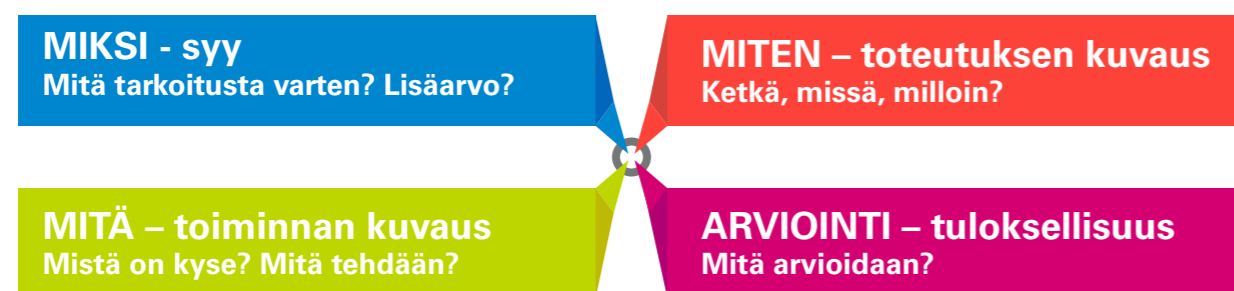 MIKSI - syy
Mitä tarkoitusta varten? Lisäarvo?
MITEN – toteutuksen kuvaus
Ketkä, missä, milloin?
MITÄ – toiminnan kuvaus
Mistä on kyse? Mitä tehdään?
ARVIOINTI – tuloksellisuus
Mitä arvioidaan?